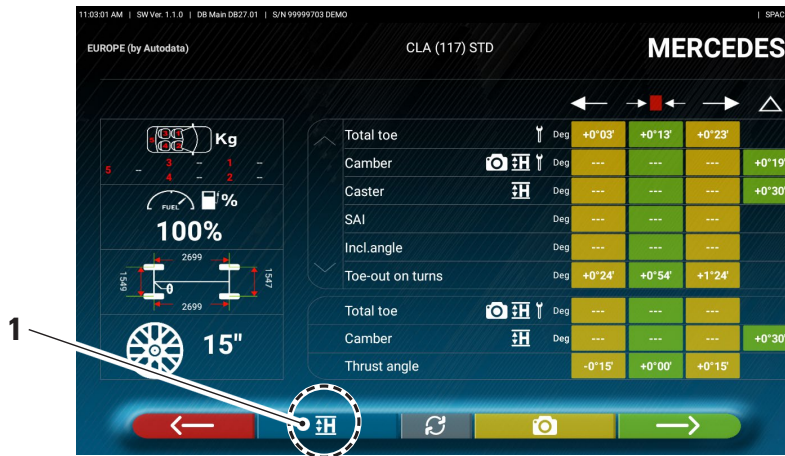 11:03:01 AM | SW Ver. 1.1.0 | DB Main DB27.01 | S/N 99999703 DEMO | SPAC
EUROPE (by Autodata) CLA (117) STD MERCEDES
Kg
5 - 3 -- 1 --
4 -- 2 --
FUEL %
100%
2699
1549 1547
2699
15"
Total toe Deg +0°03' +0°13' +0°23'
Camber H Deg --- --- --- +0°19'
Caster H Deg --- --- --- +0°30'
SAI Deg --- --- ---
Incl.angle Deg --- --- ---
Toe-out on turns Deg +0°24' +0°54' +1°24'
Total toe H Deg --- --- ---
Camber H Deg --- --- --- +0°30'
Thrust angle -0°15' +0°00' +0°15'
1
H